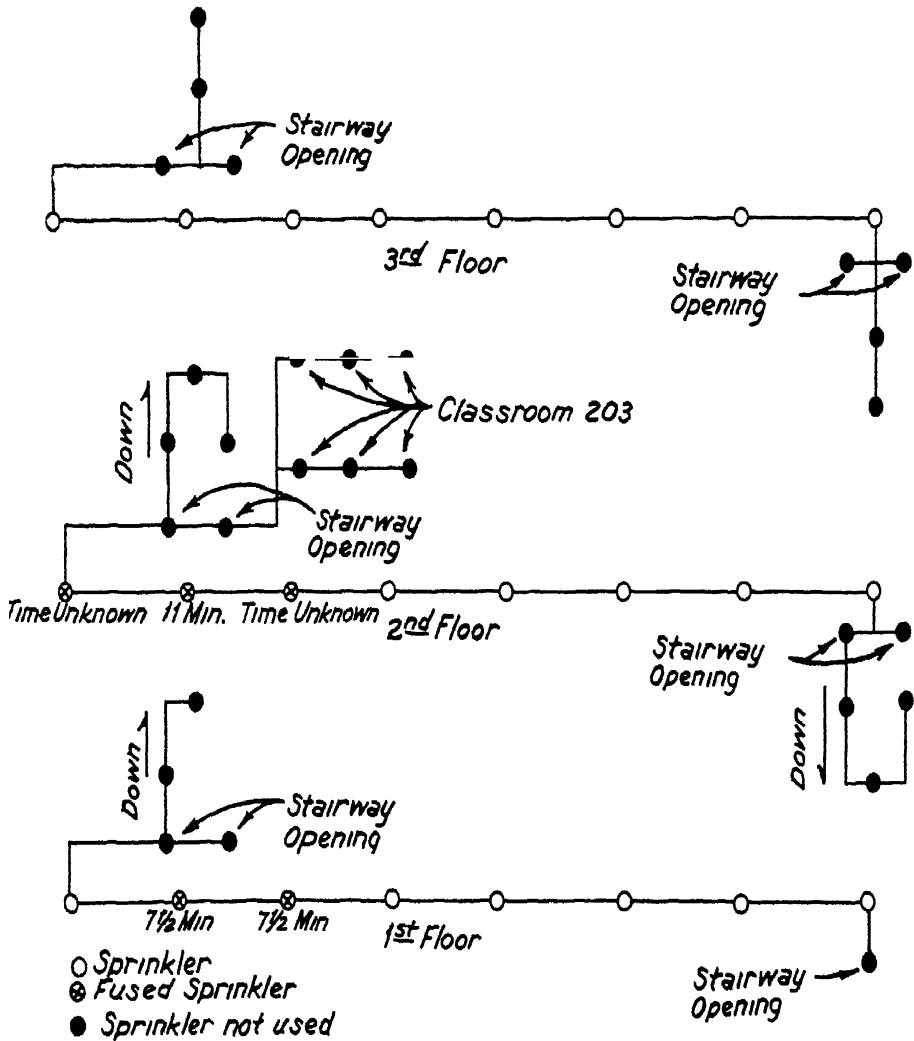 Stairway
Opening
3rd Floor
Stairway
Opening
Down
Classroom 203
Stairway
Opening
Time Unknown 11 Min. Time Unknown
2nd Floor
Stairway
Opening
Down
Down
Stairway
Opening
7½ Min 7½ Min
1st Floor
Sprinkler
Fused Sprinkler
Sprinkler not used
Stairway
Opening